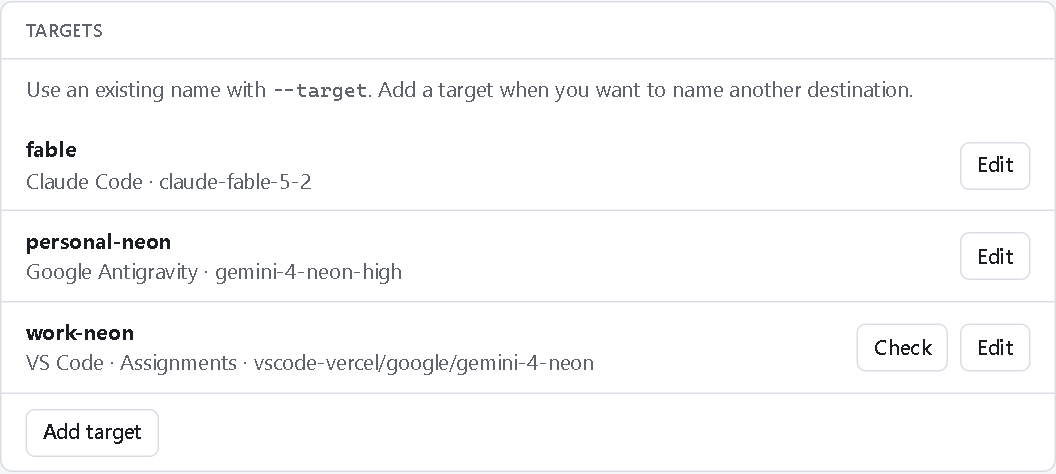 TARGETS
Use an existing name with --target. Add a target when you want to name another destination.
fable
Claude Code · claude-fable-5-2
Edit
personal-neon
Google Antigravity · gemini-4-neon-high
Edit
work-neon
VS Code · Assignments · vscode-vercel/google/gemini-4-neon
Check
Edit
Add target